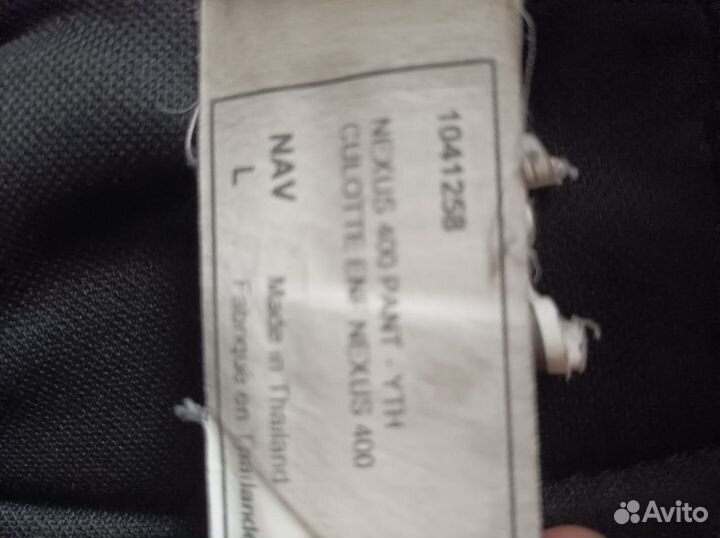 1041258
NEXUS 400 PANT - YTH
CULOTTE ENF NEXUS 400
NAV
L
Made in Thailand
Fabriqué en Thaïlande
Avito